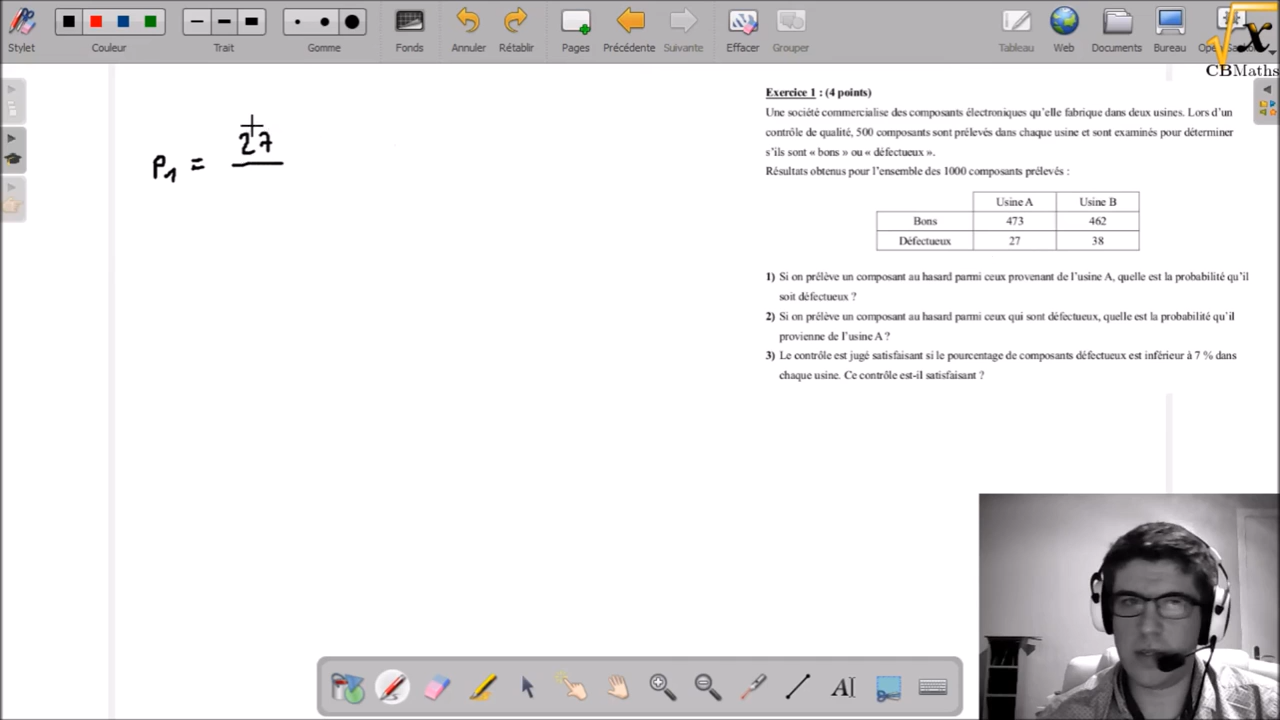 Stylet
Couleur
Trait
Gomme
Fonds
Annuler
Rétablir
Pages
Précédente
Suivante
Effacer
Grouper
Tableau
Web
Documents
Bureau
√x
CBMaths
P1 = 27
Exercice 1 : (4 points)
Une société commercialise des composants électroniques qu'elle fabrique dans deux usines. Lors d'un
contrôle de qualité, 500 composants sont prélevés dans chaque usine et sont examinés pour déterminer
s'ils sont « bons » ou « défectueux ».
Résultats obtenus pour l'ensemble des 1000 composants prélevés :
Usine A Usine B
Bons 473 462
Défectueux 27 38
1) Si on prélève un composant au hasard parmi ceux provenant de l'usine A, quelle est la probabilité qu'il
soit défectueux ?
2) Si on prélève un composant au hasard parmi ceux qui sont défectueux, quelle est la probabilité qu'il
provienne de l'usine A ?
3) Le contrôle est jugé satisfaisant si le pourcentage de composants défectueux est inférieur à 7 % dans
chaque usine. Ce contrôle est-il satisfaisant ?